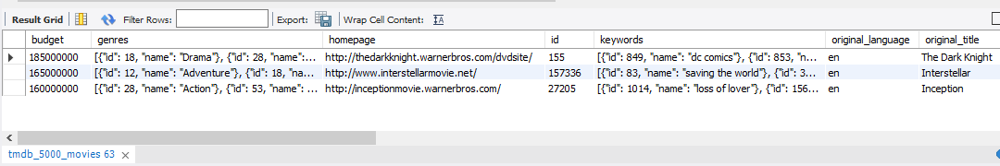 Result Grid Filter Rows: Export: Wrap Cell Content:
budget genres homepage id keywords original_language original_title
185000000 [{"id": 18, "name": "Drama"}, {"id": 28, "name":... http://thedarkknight.warnerbros.com/dvdsite/ 155 [{"id": 849, "name": "dc comics"}, {"id": 853, "n... en The Dark Knight
165000000 [{"id": 12, "name": "Adventure"}, {"id": 18, "na... http://www.interstellarmovie.net/ 157336 [{"id": 83, "name": "saving the world"}, {"id": 3... en Interstellar
160000000 [{"id": 28, "name": "Action"}, {"id": 53, "name": ... http://inceptionmovie.warnerbros.com/ 27205 [{"id": 1014, "name": "loss of lover"}, {"id": 156... en Inception
tmdb_5000_movies 63